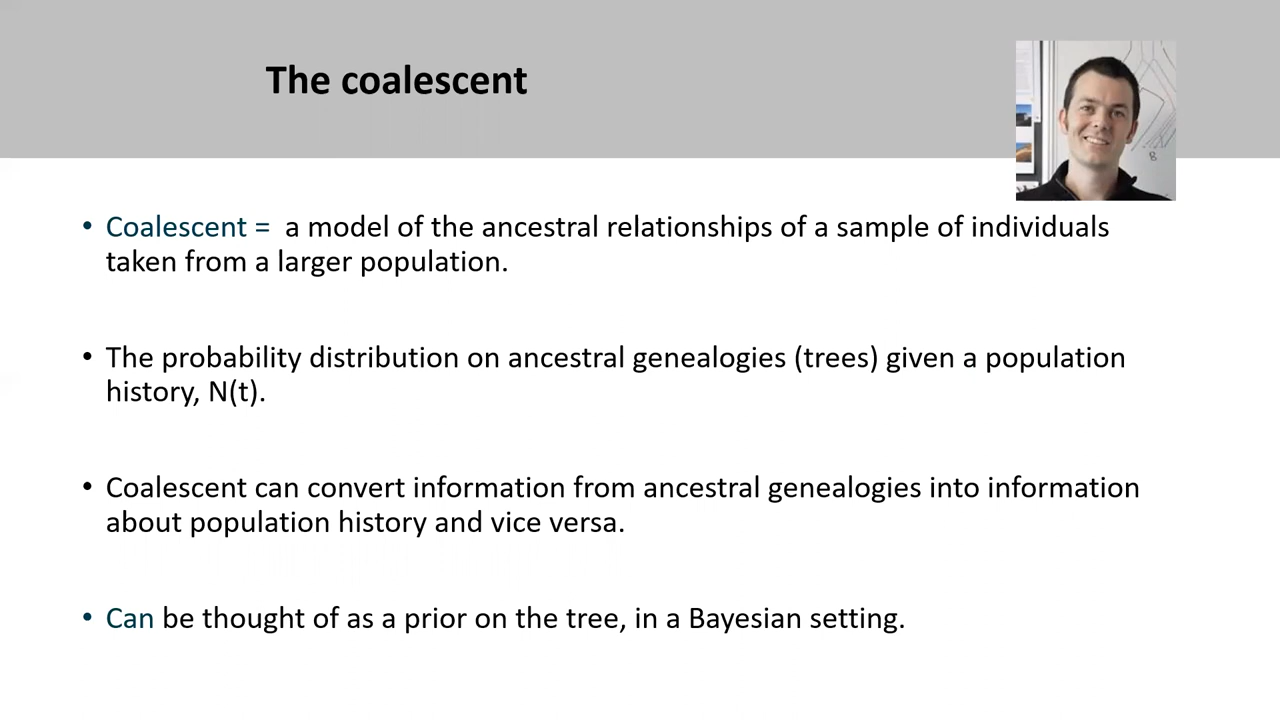 The coalescent
• Coalescent = a model of the ancestral relationships of a sample of individuals
taken from a larger population.
• The probability distribution on ancestral genealogies (trees) given a population
history, N(t).
• Coalescent can convert information from ancestral genealogies into information
about population history and vice versa.
• Can be thought of as a prior on the tree, in a Bayesian setting.